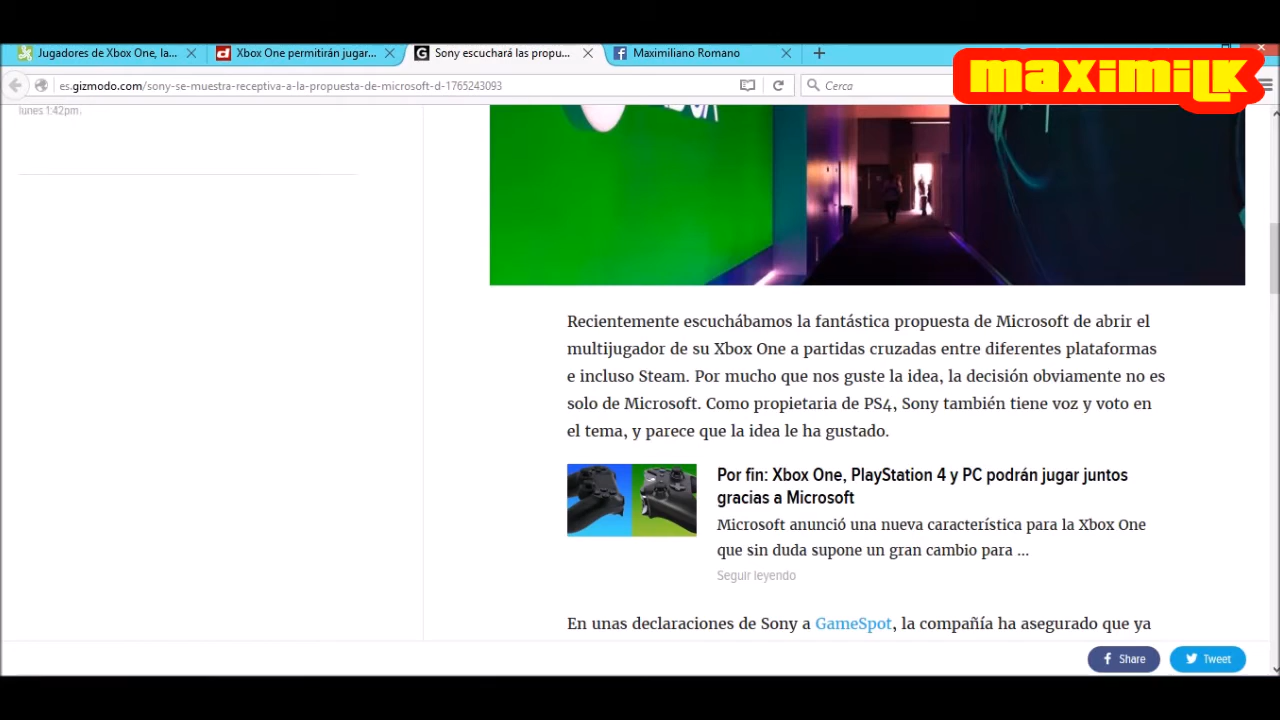 Jugadores de Xbox One, la...
Xbox One permitirán jugar...
Sony escuchará las propu...
Maximiliano Romano
es.gizmodo.com/sony-se-muestra-receptiva-a-la-propuesta-de-microsoft-d-1765243093
Cerca
MAXIMILK
lunes 1:42pm
Recientemente escuchábamos la fantástica propuesta de Microsoft de abrir el
multijugador de su Xbox One a partidas cruzadas entre diferentes plataformas
e incluso Steam. Por mucho que nos guste la idea, la decisión obviamente no es
solo de Microsoft. Como propietaria de PS4, Sony también tiene voz y voto en
el tema, y parece que la idea le ha gustado.
Por fin: Xbox One, PlayStation 4 y PC podrán jugar juntos
gracias a Microsoft
Microsoft anunció una nueva característica para la Xbox One
que sin duda supone un gran cambio para ...
Seguir leyendo
En unas declaraciones de Sony a GameSpot, la compañía ha asegurado que ya
Share
Tweet